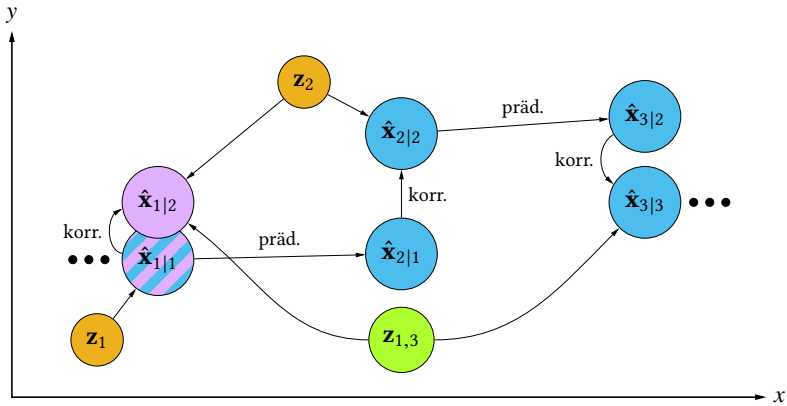 y
z₂
x̂₂|₂
präd.
x̂₃|₂
korr.
x̂₁|₂
korr.
x̂₃|₃
korr.
präd.
x̂₁|₁
x̂₂|₁
z₁
z₁,₃
x